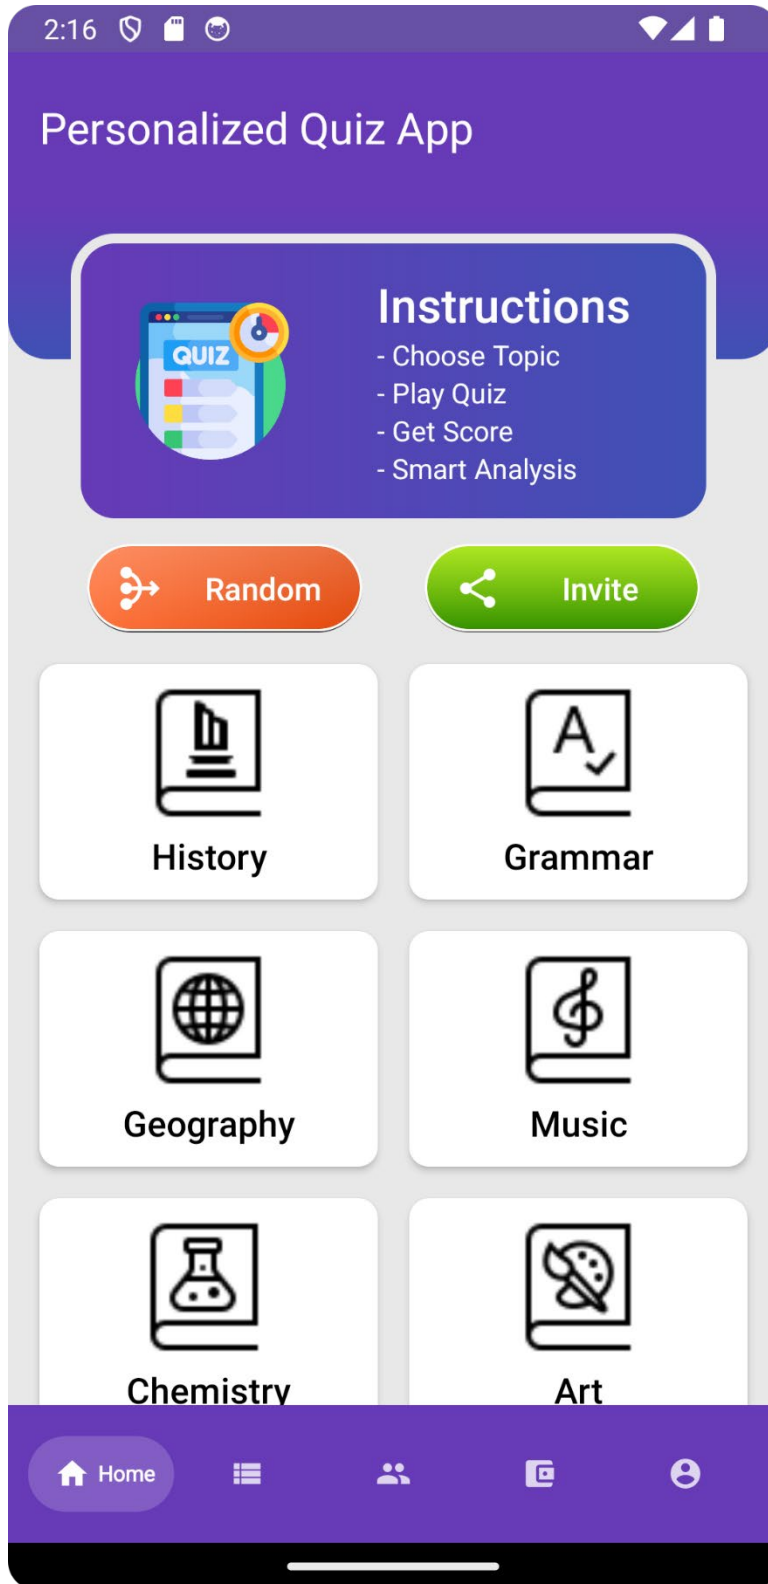 2:16
Personalized Quiz App
QUIZ
Instructions
- Choose Topic
- Play Quiz
- Get Score
- Smart Analysis
Random
Invite
A
History
Grammar
Geography
Music
Chemistry
Art
Home